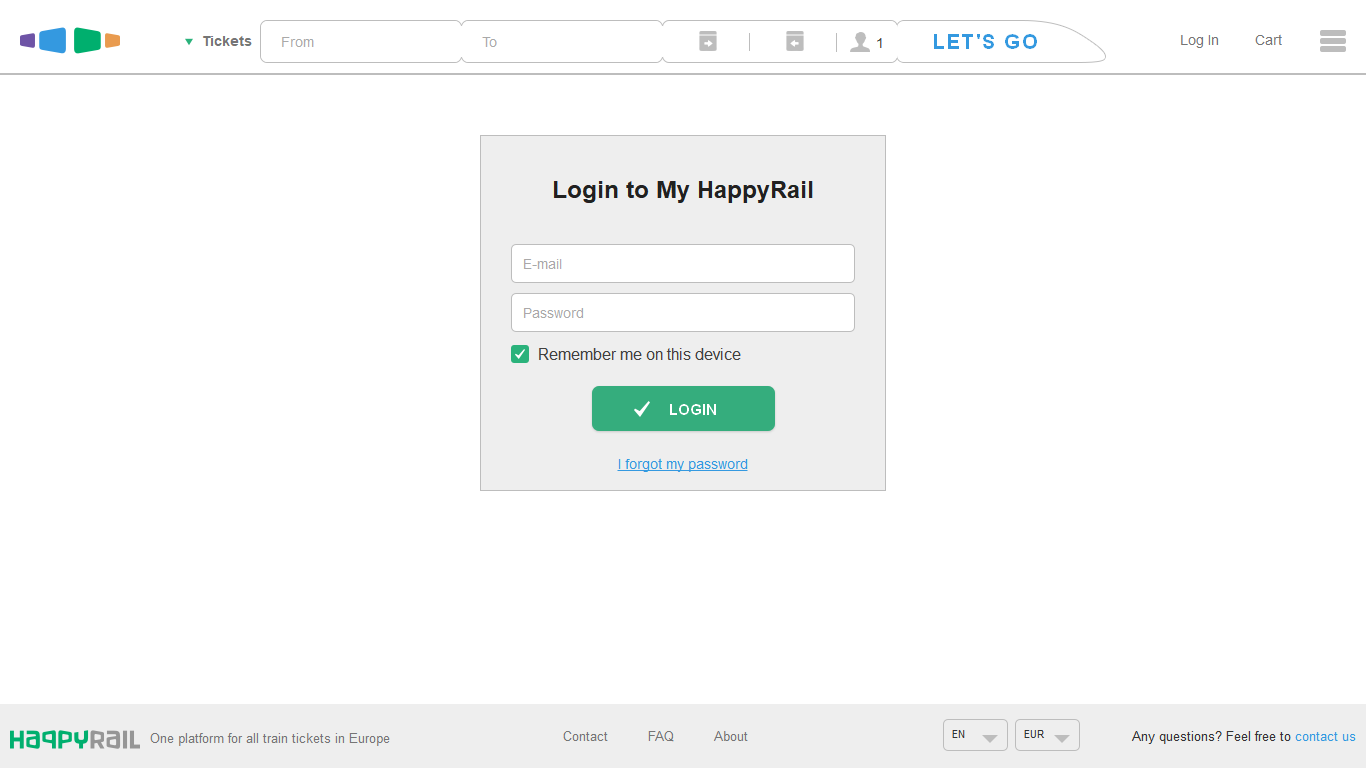 Tickets
From
To
1
LET'S GO
Log In
Cart
Login to My HappyRail
E-mail
Password
Remember me on this device
LOGIN
I forgot my password
HAPPYRAIL
One platform for all train tickets in Europe
Contact
FAQ
About
EN
EUR
Any questions? Feel free to contact us